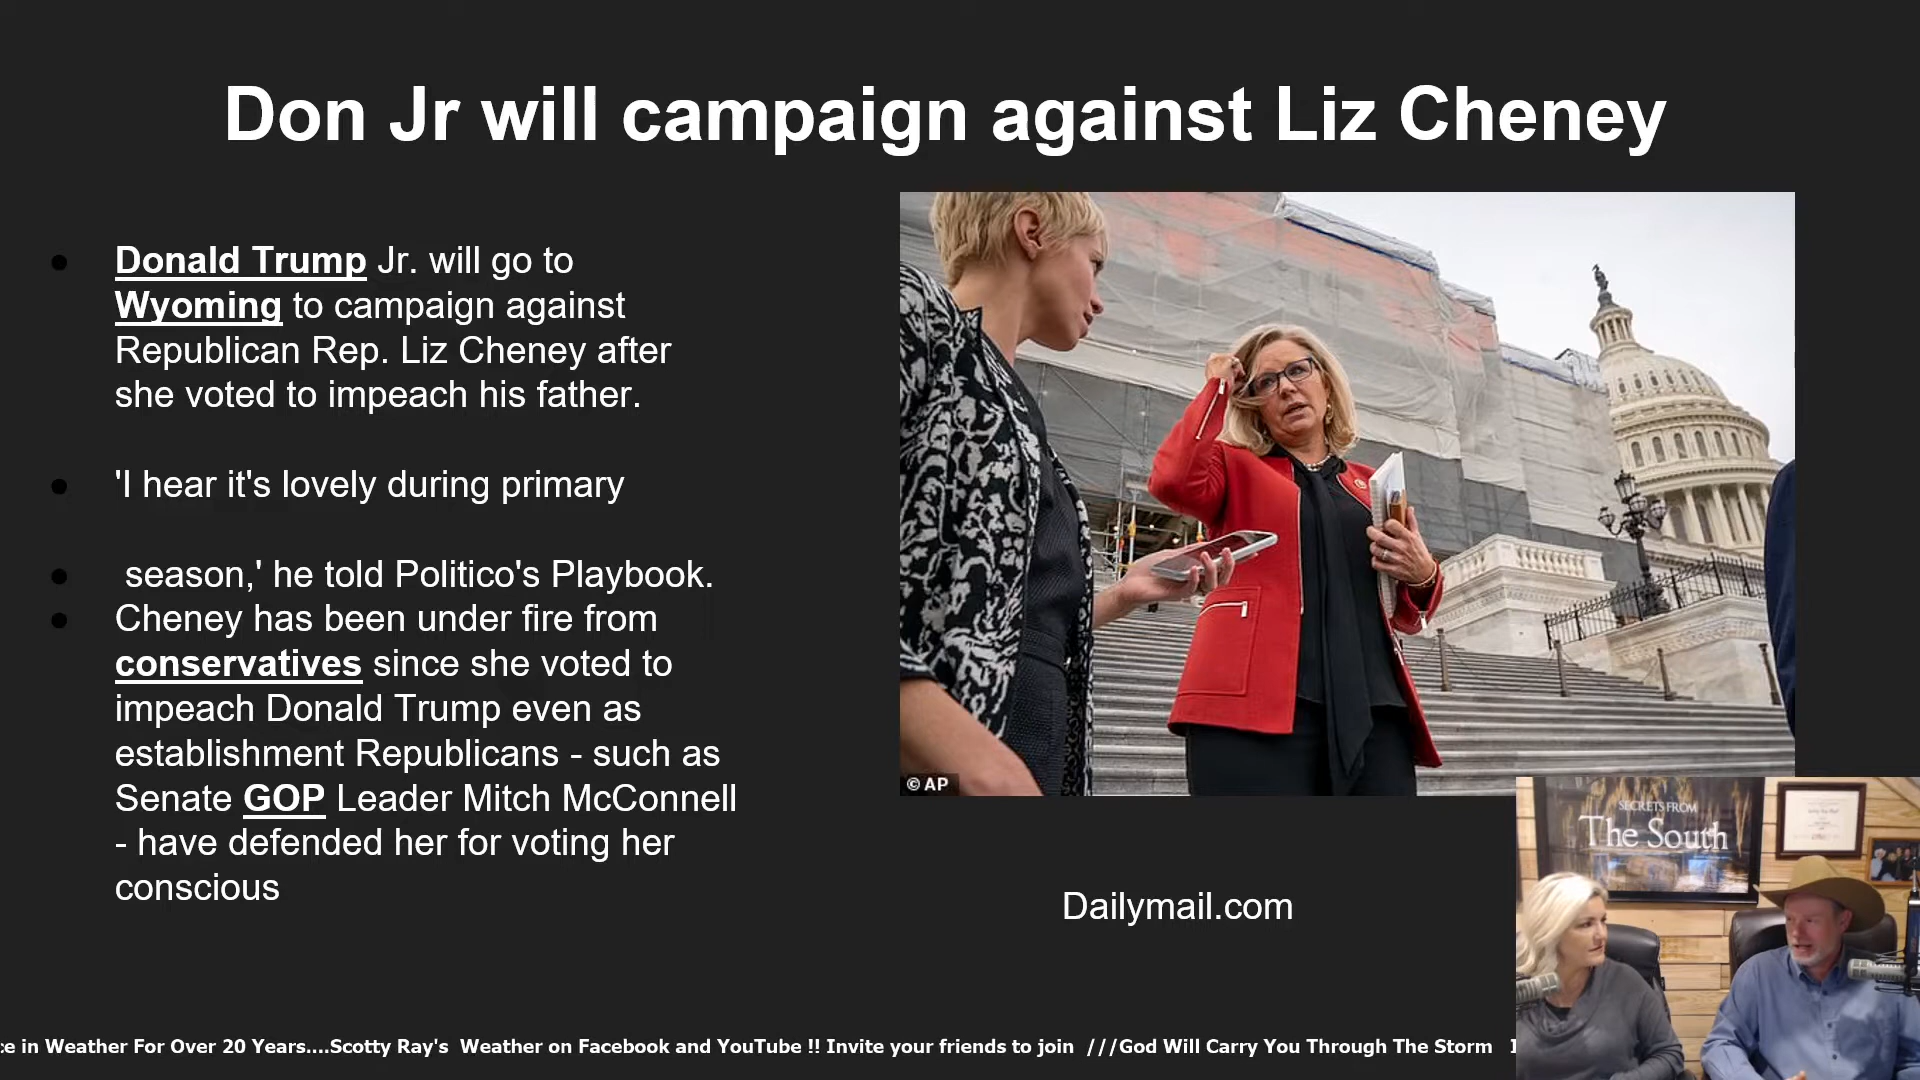 Don Jr will campaign against Liz Cheney
Donald Trump Jr. will go to
Wyoming to campaign against
Republican Rep. Liz Cheney after
she voted to impeach his father.
'I hear it's lovely during primary
season,' he told Politico's Playbook.
Cheney has been under fire from
conservatives since she voted to
impeach Donald Trump even as
establishment Republicans - such as
Senate GOP Leader Mitch McConnell
- have defended her for voting her
conscious
© AP
Dailymail.com
SECRETS FROM
The South
in Weather For Over 20 Years....Scotty Ray's Weather on Facebook and YouTube !! Invite your friends to join ///God Will Carry You Through The Storm